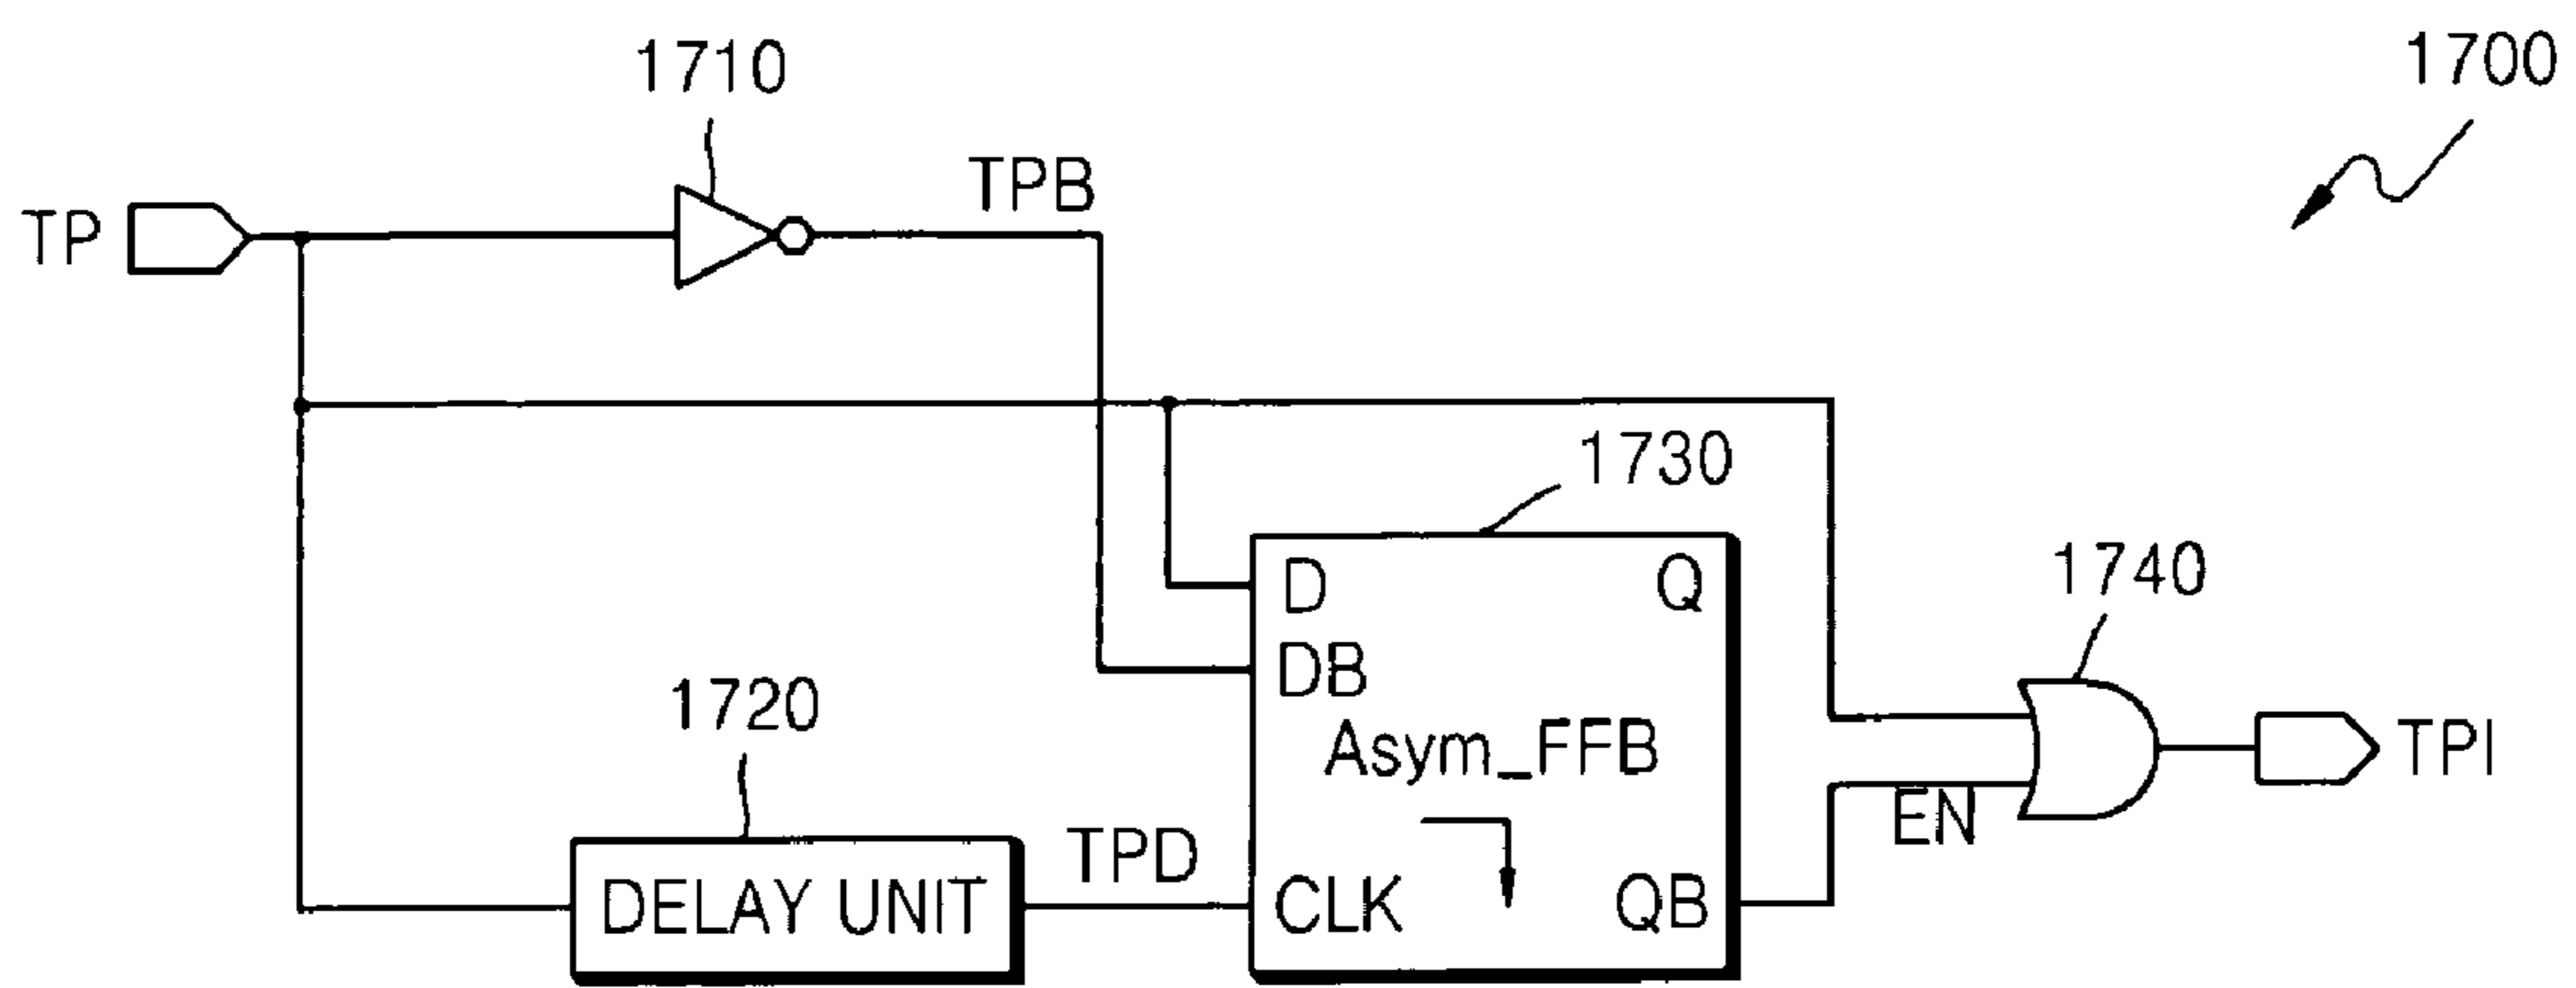 1700
1710
TPB
TP
1730
D
Q
1740
DB
1720
Asym_FFB
TPI
EN
TPD
DELAY UNIT
CLK
QB